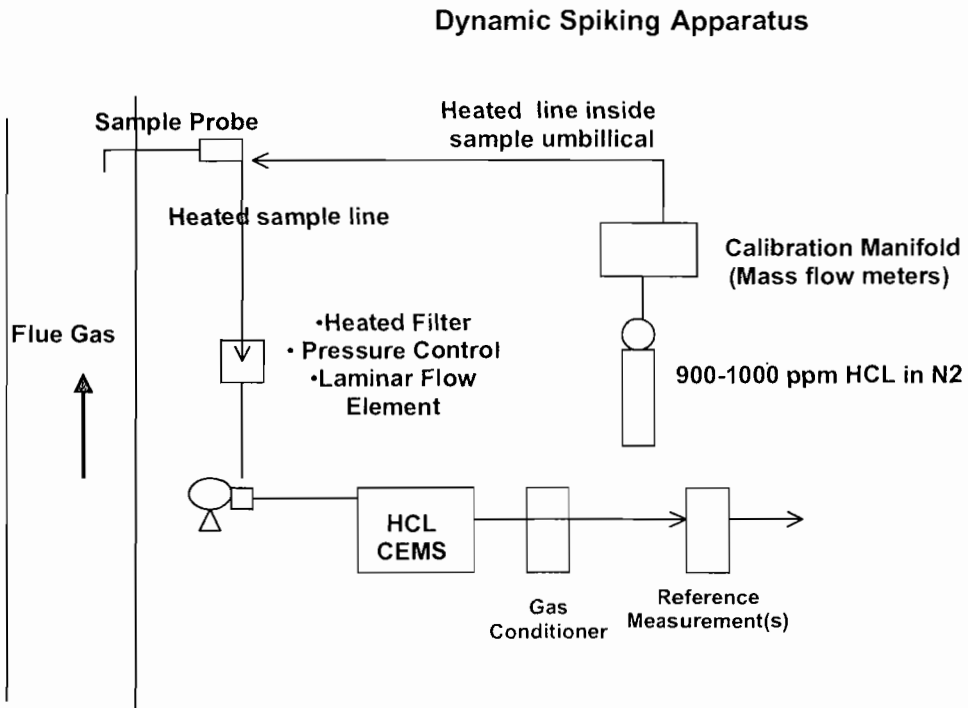 Dynamic Spiking Apparatus
Heated line inside
sample umbillical
Sample Probe
Heated sample line
Calibration Manifold
(Mass flow meters)
•Heated Filter
• Pressure Control
•Laminar Flow
Element
Flue Gas
900-1000 ppm HCL in N2
HCL
CEMS
Gas
Conditioner
Reference
Measurement(s)